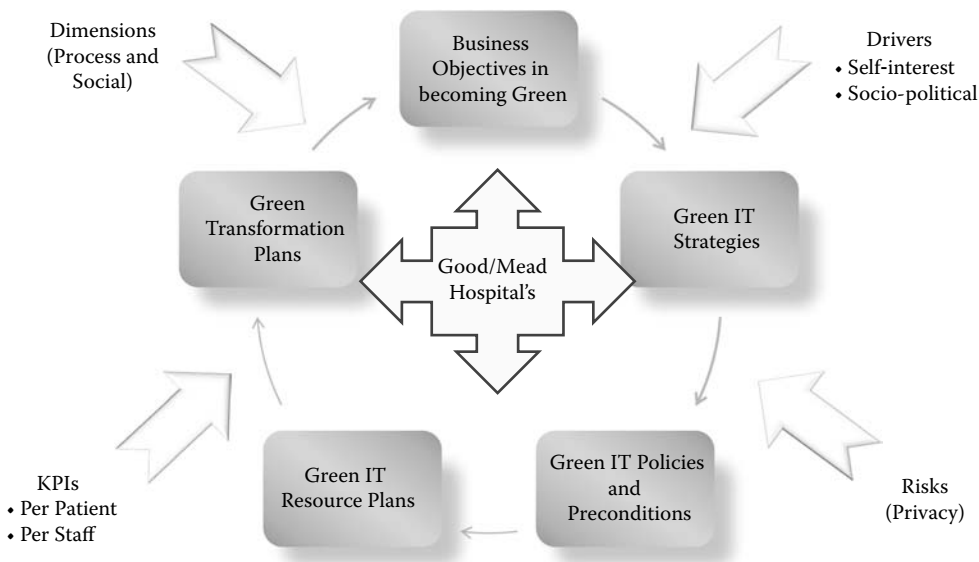 Dimensions
(Process and
Social)
Business
Objectives in
becoming Green
Drivers
• Self-interest
• Socio-political
Green
Transformation
Plans
Good/Mead
Hospital's
Green IT
Strategies
KPIs
• Per Patient
• Per Staff
Green IT
Resource Plans
Green IT Policies
and
Preconditions
Risks
(Privacy)